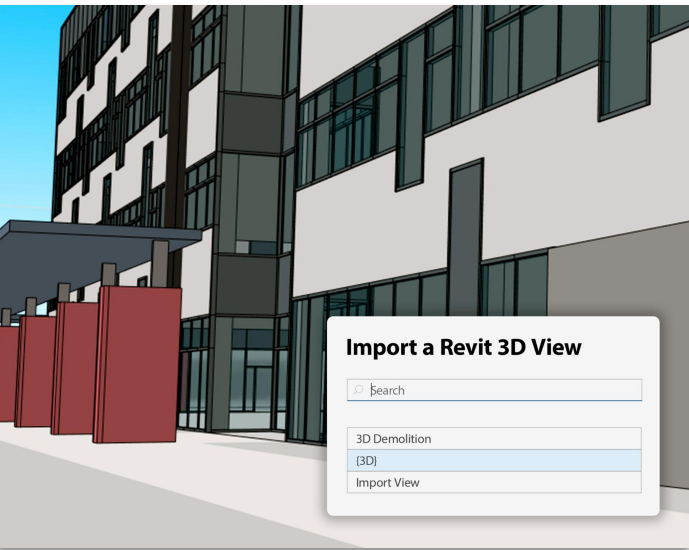 Import a Revit 3D View
Search
3D Demolition
{3D}
Import View